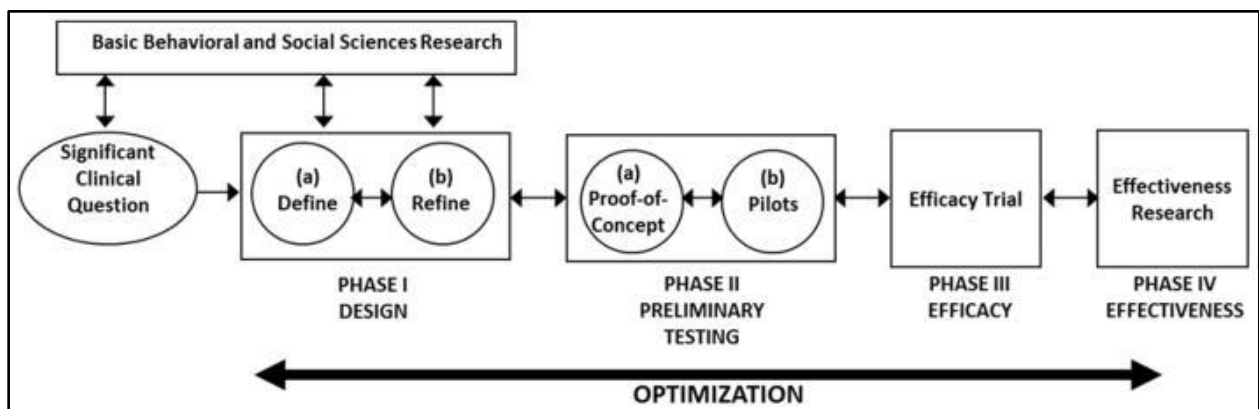 Basic Behavioral and Social Sciences Research
Significant
Clinical
Question
(a)
Define
(b)
Refine
PHASE I
DESIGN
(a)
Proof-of-
Concept
(b)
Pilots
PHASE II
PRELIMINARY
TESTING
Efficacy Trial
PHASE III
EFFICACY
Effectiveness
Research
PHASE IV
EFFECTIVENESS
OPTIMIZATION